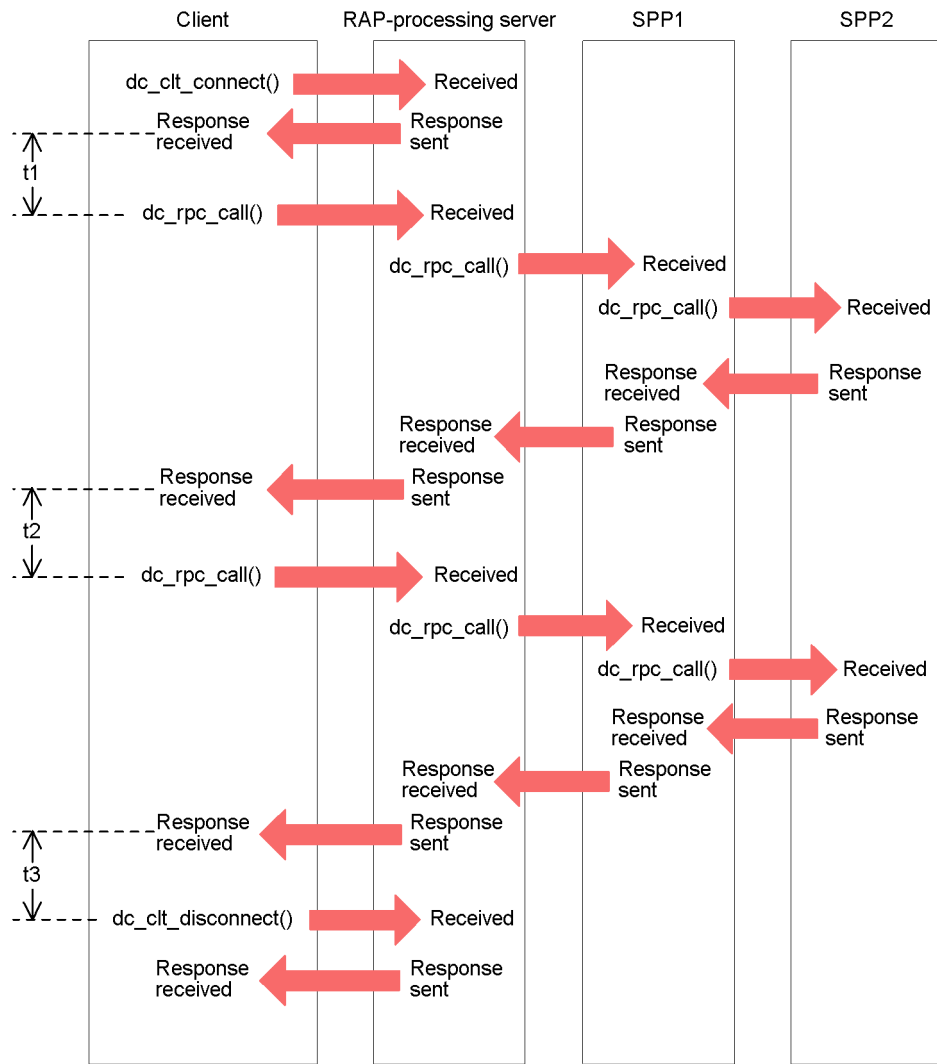 Client
RAP-processing server
SPP1
SPP2
dc_clt_connect()
Received
Response
received
Response
sent
t1
dc_rpc_call()
Received
dc_rpc_call()
Received
dc_rpc_call()
Received
Response
received
Response
sent
Response
received
Response
sent
Response
received
Response
sent
t2
dc_rpc_call()
Received
dc_rpc_call()
Received
dc_rpc_call()
Received
Response
received
Response
sent
Response
received
Response
sent
Response
received
Response
sent
t3
dc_clt_disconnect()
Received
Response
received
Response
sent